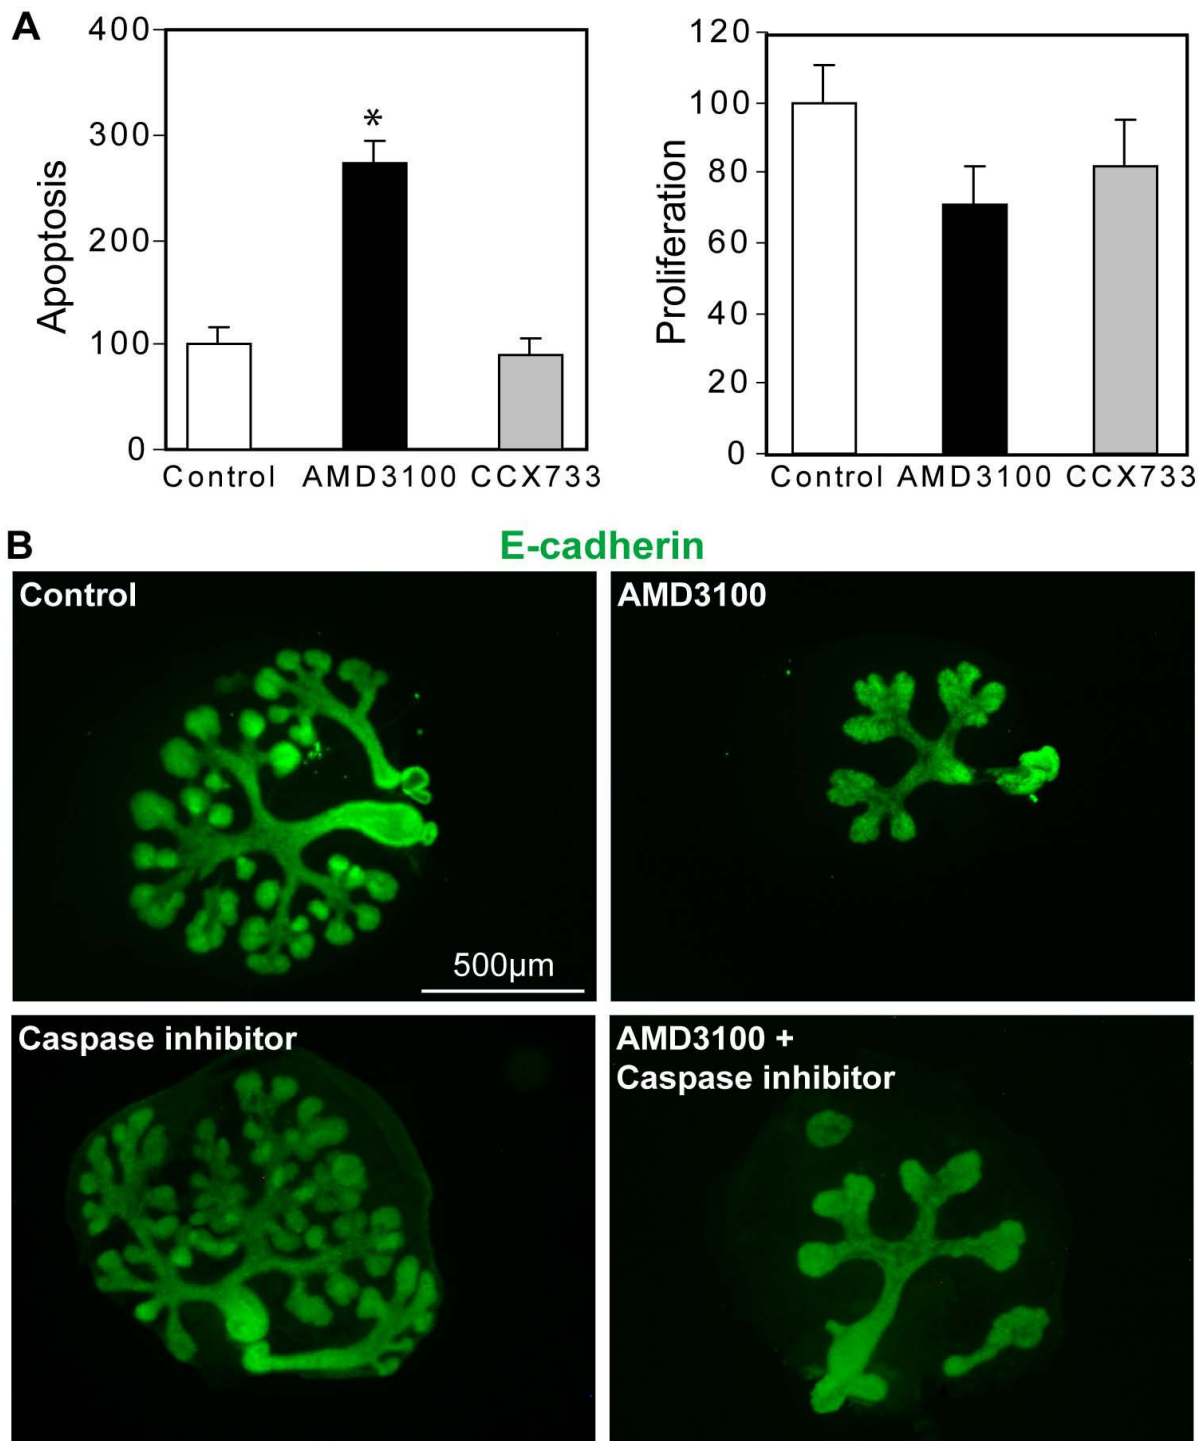 A
400
300
200
100
0
Apoptosis
*
Control AMD3100 CCX733
120
100
80
60
40
20
0
Proliferation
Control AMD3100 CCX733
B
E-cadherin
Control
500µm
AMD3100
Caspase inhibitor
AMD3100 +
Caspase inhibitor